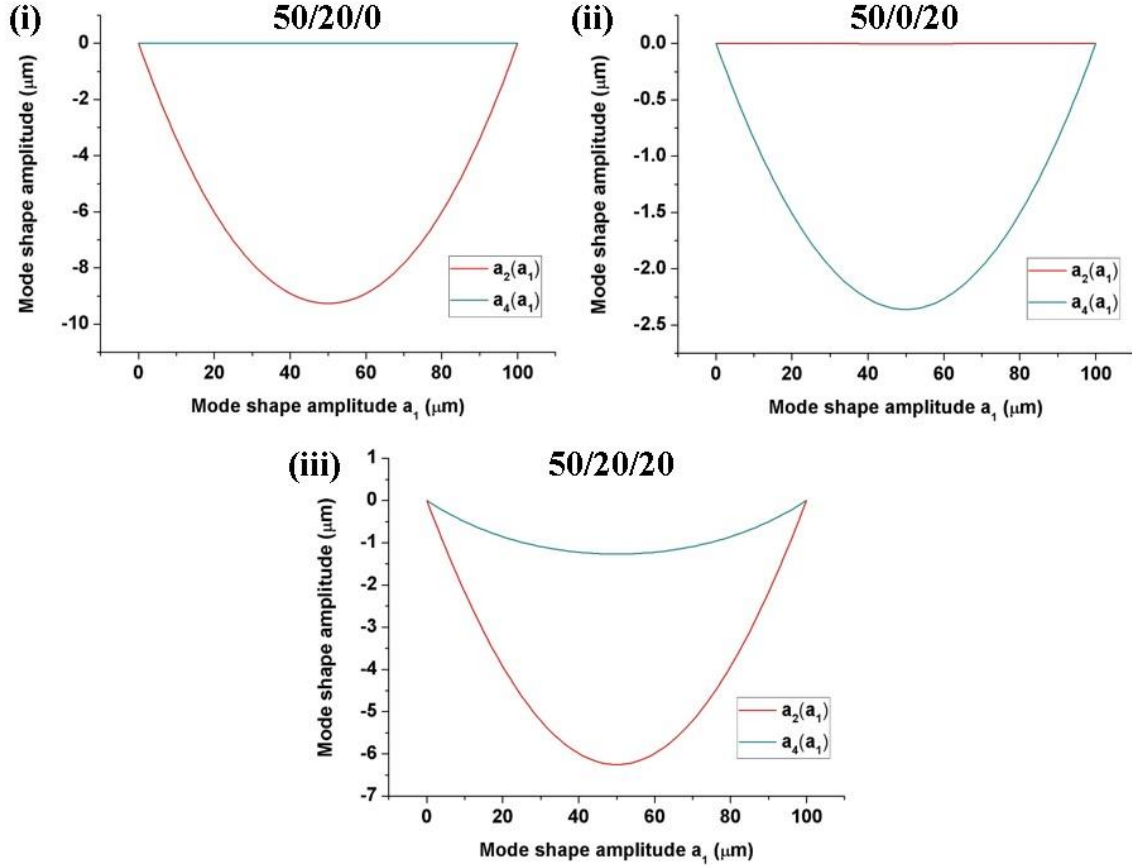 (i) 50/20/0
0
-2
-4
-6
-8
-10
Mode shape amplitude (μm)
a₂(a₁)
a₄(a₁)
0 20 40 60 80 100
Mode shape amplitude a₁ (μm)
(ii) 50/0/20
0.0
-0.5
-1.0
-1.5
-2.0
-2.5
Mode shape amplitude (μm)
a₂(a₁)
a₄(a₁)
0 20 40 60 80 100
Mode shape amplitude a₁ (μm)
(iii) 50/20/20
1
0
-1
-2
-3
-4
-5
-6
-7
Mode shape amplitude (μm)
a₂(a₁)
a₄(a₁)
0 20 40 60 80 100
Mode shape amplitude a₁ (μm)